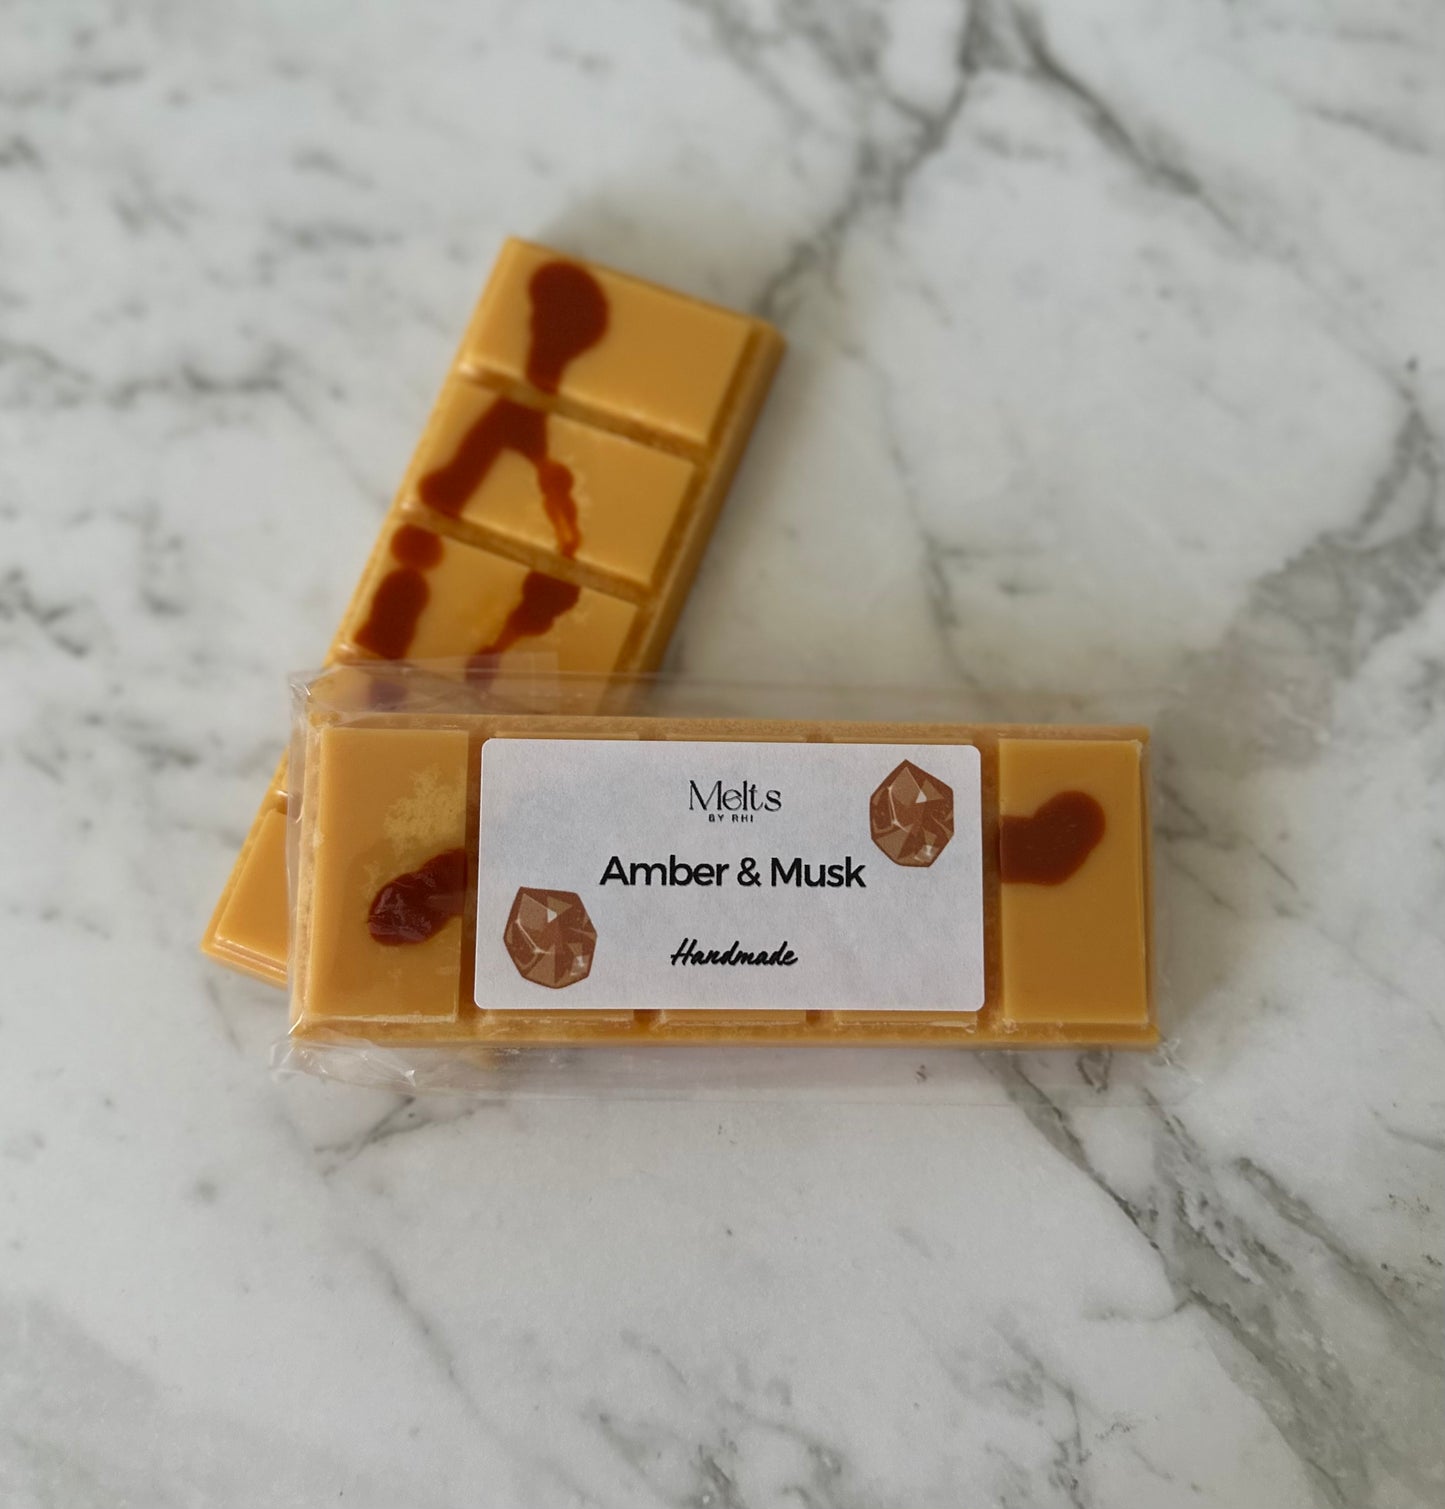 Melts
BY RHI
Amber & Musk
Handmade